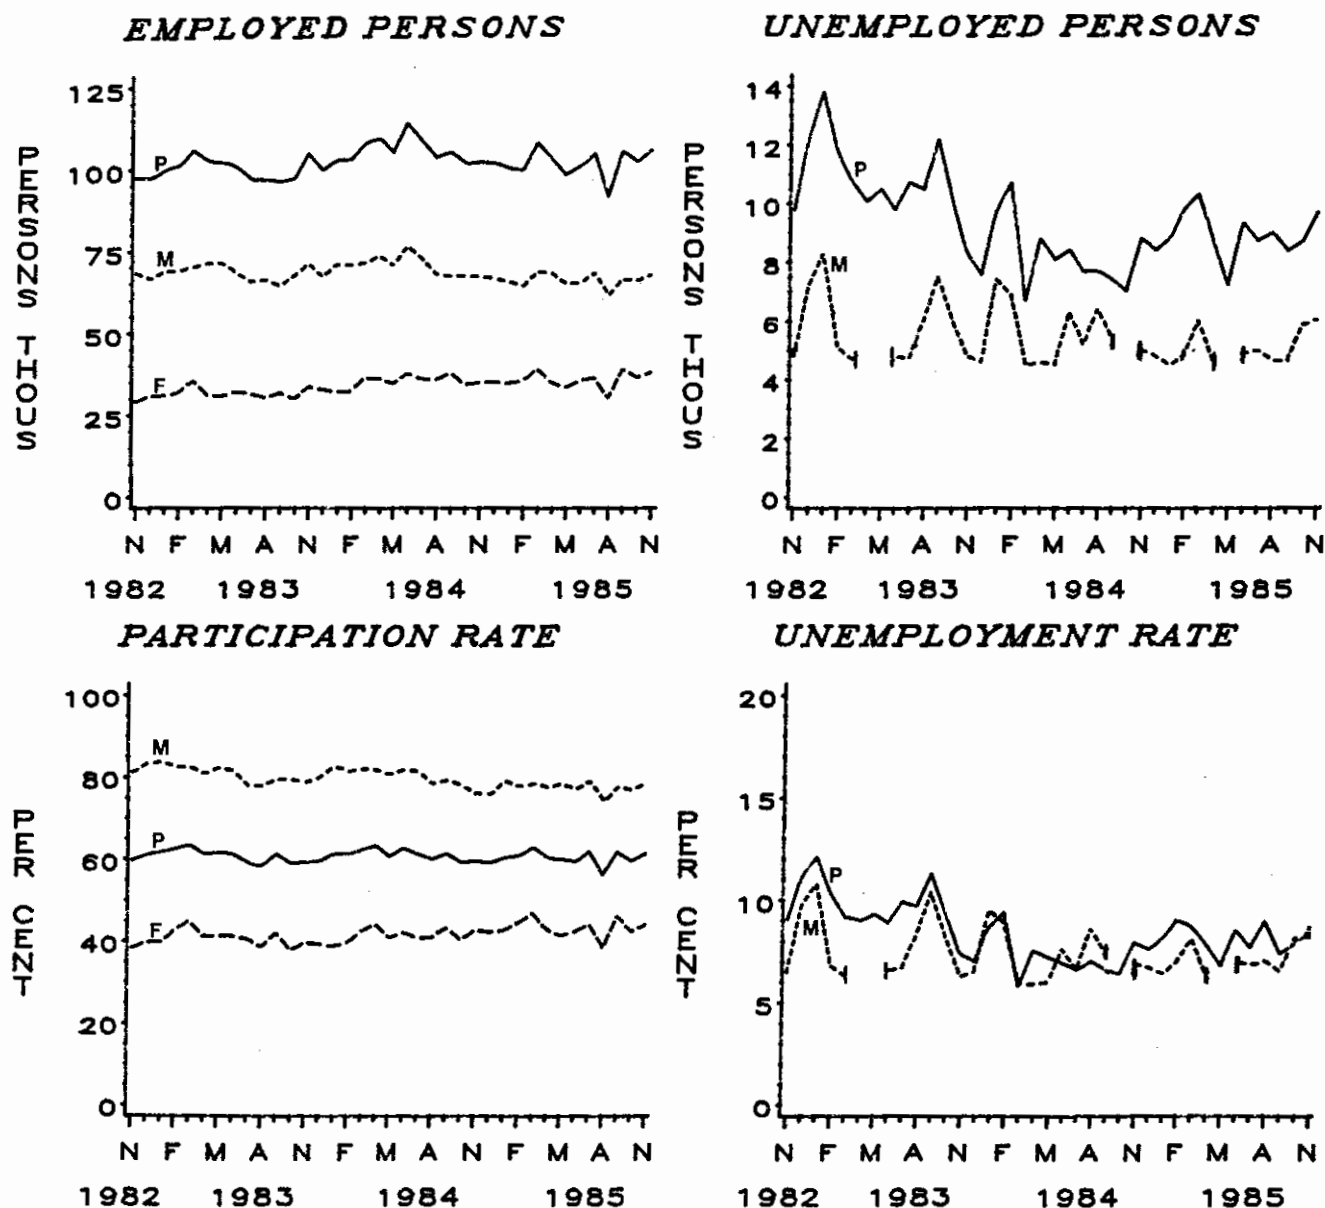 EMPLOYED PERSONS
PERSONS THOUS
125
100
75
50
25
0
P
M
F
N F M A N F M A N F M A N
1982 1983 1984 1985
UNEMPLOYED PERSONS
PERSONS THOUS
14
12
10
8
6
4
2
0
P
M
N F M A N F M A N F M A N
1982 1983 1984 1985
PARTICIPATION RATE
PER CENT
100
80
60
40
20
0
M
P
F
N F M A N F M A N F M A N
1982 1983 1984 1985
UNEMPLOYMENT RATE
PER CENT
20
15
10
5
0
P
M
N F M A N F M A N F M A N
1982 1983 1984 1985